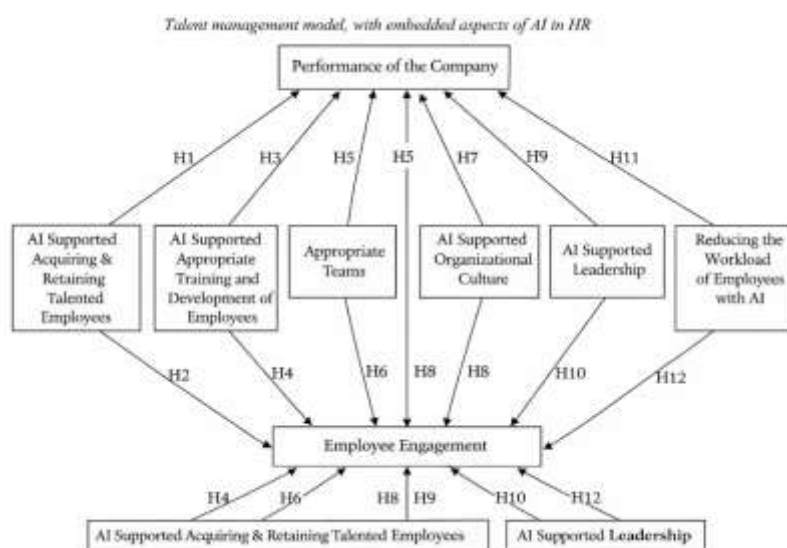 Talent management model, with embedded aspects of AI in HR
Performance of the Company
H1
H3
H5
H5
H7
H9
H11
AI Supported
Acquiring &
Retaining
Talented
Employees
AI Supported
Appropriate
Training and
Development of
Employees
Appropriate
Teams
AI Supported
Organizational
Culture
AI Supported
Leadership
Reducing the
Workload
of Employees
with AI
H2
H4
H6
H8
H8
H10
H12
Employee Engagement
H4
H6
H8
H9
H10
H12
AI Supported Acquiring & Retaining Talented Employees
AI Supported Leadership